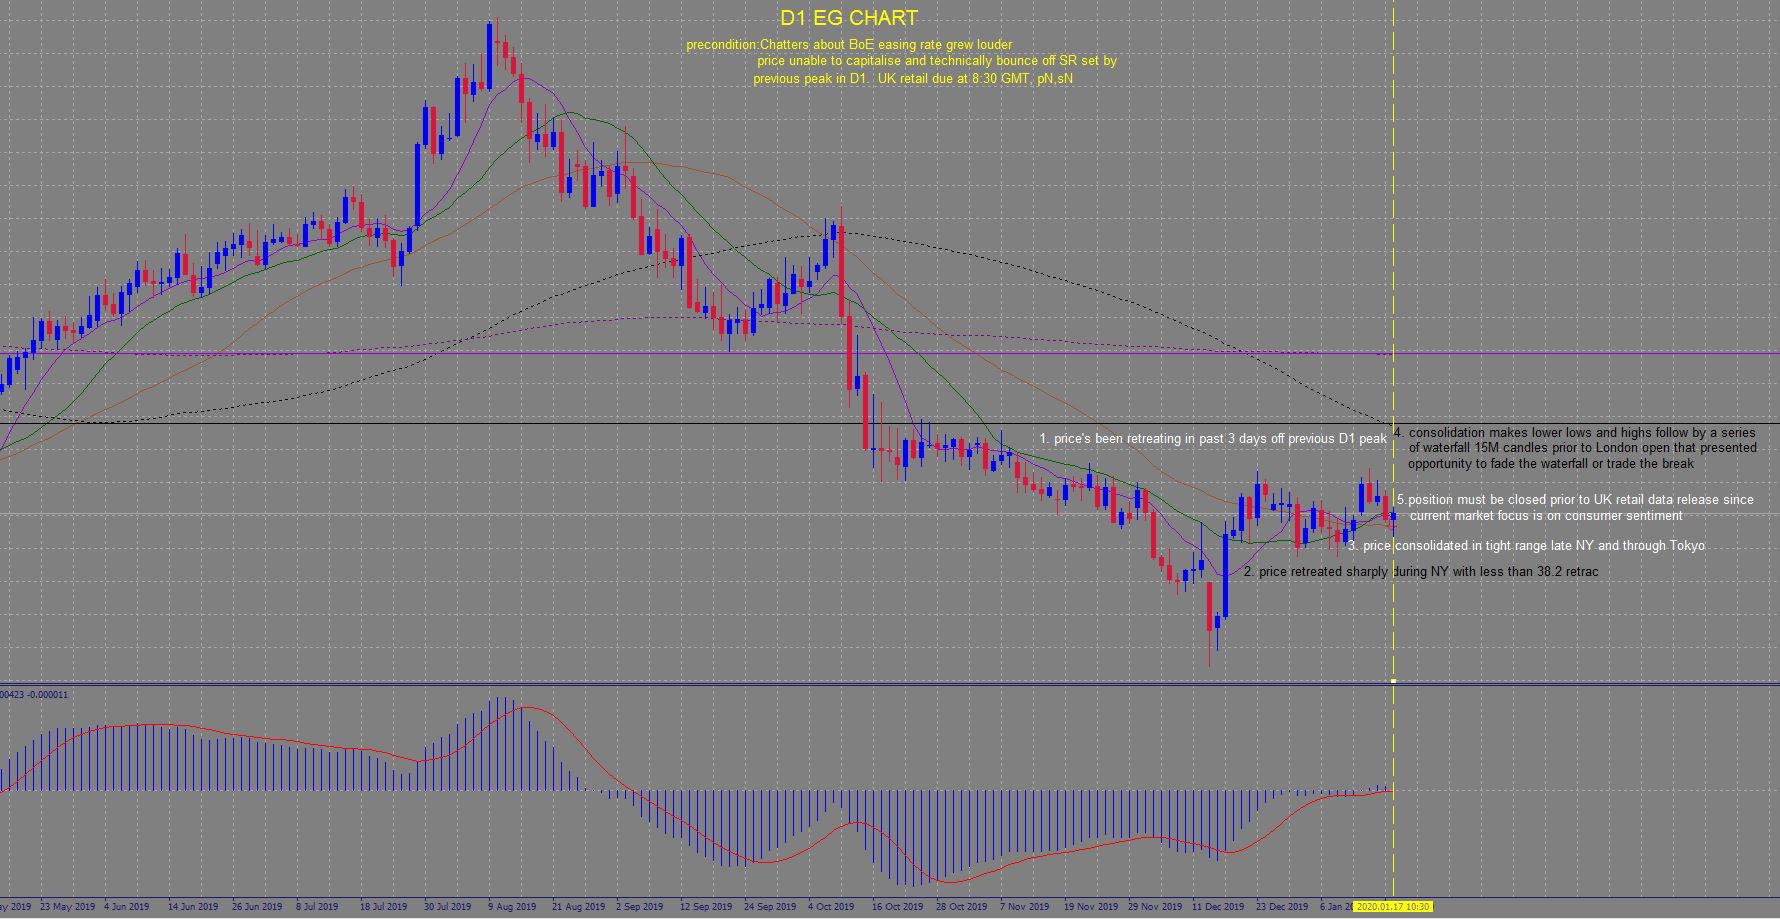 D1 EG CHART
precondition:Chatters about BoE easing rate grew louder
price unable to capitalise and technically bounce off SR set by
previous peak in D1. UK retail due at 8:30 GMT, pN,sN
1. price's been retreating in past 3 days off previous D1 peak
4. consolidation makes lower lows and highs follow by a series
of waterfall 15M candles prior to London open that presented
opportunity to fade the waterfall or trade the break
5.position must be closed prior to UK retail data release since
current market focus is on consumer sentiment
3. price consolidated in tight range late NY and through Tokyo
2. price retreated sharply during NY with less than 38.2 retrac
00423 -0.000011
ay 2019 23 May 2019 4 Jun 2019 14 Jun 2019 26 Jun 2019 8 Jul 2019 18 Jul 2019 30 Jul 2019 9 Aug 2019 21 Aug 2019 2 Sep 2019 12 Sep 2019 24 Sep 2019 4 Oct 2019 16 Oct 2019 28 Oct 2019 7 Nov 2019 19 Nov 2019 29 Nov 2019 11 Dec 2019 23 Dec 2019 6 Jan 20 2020.01.17 10:30